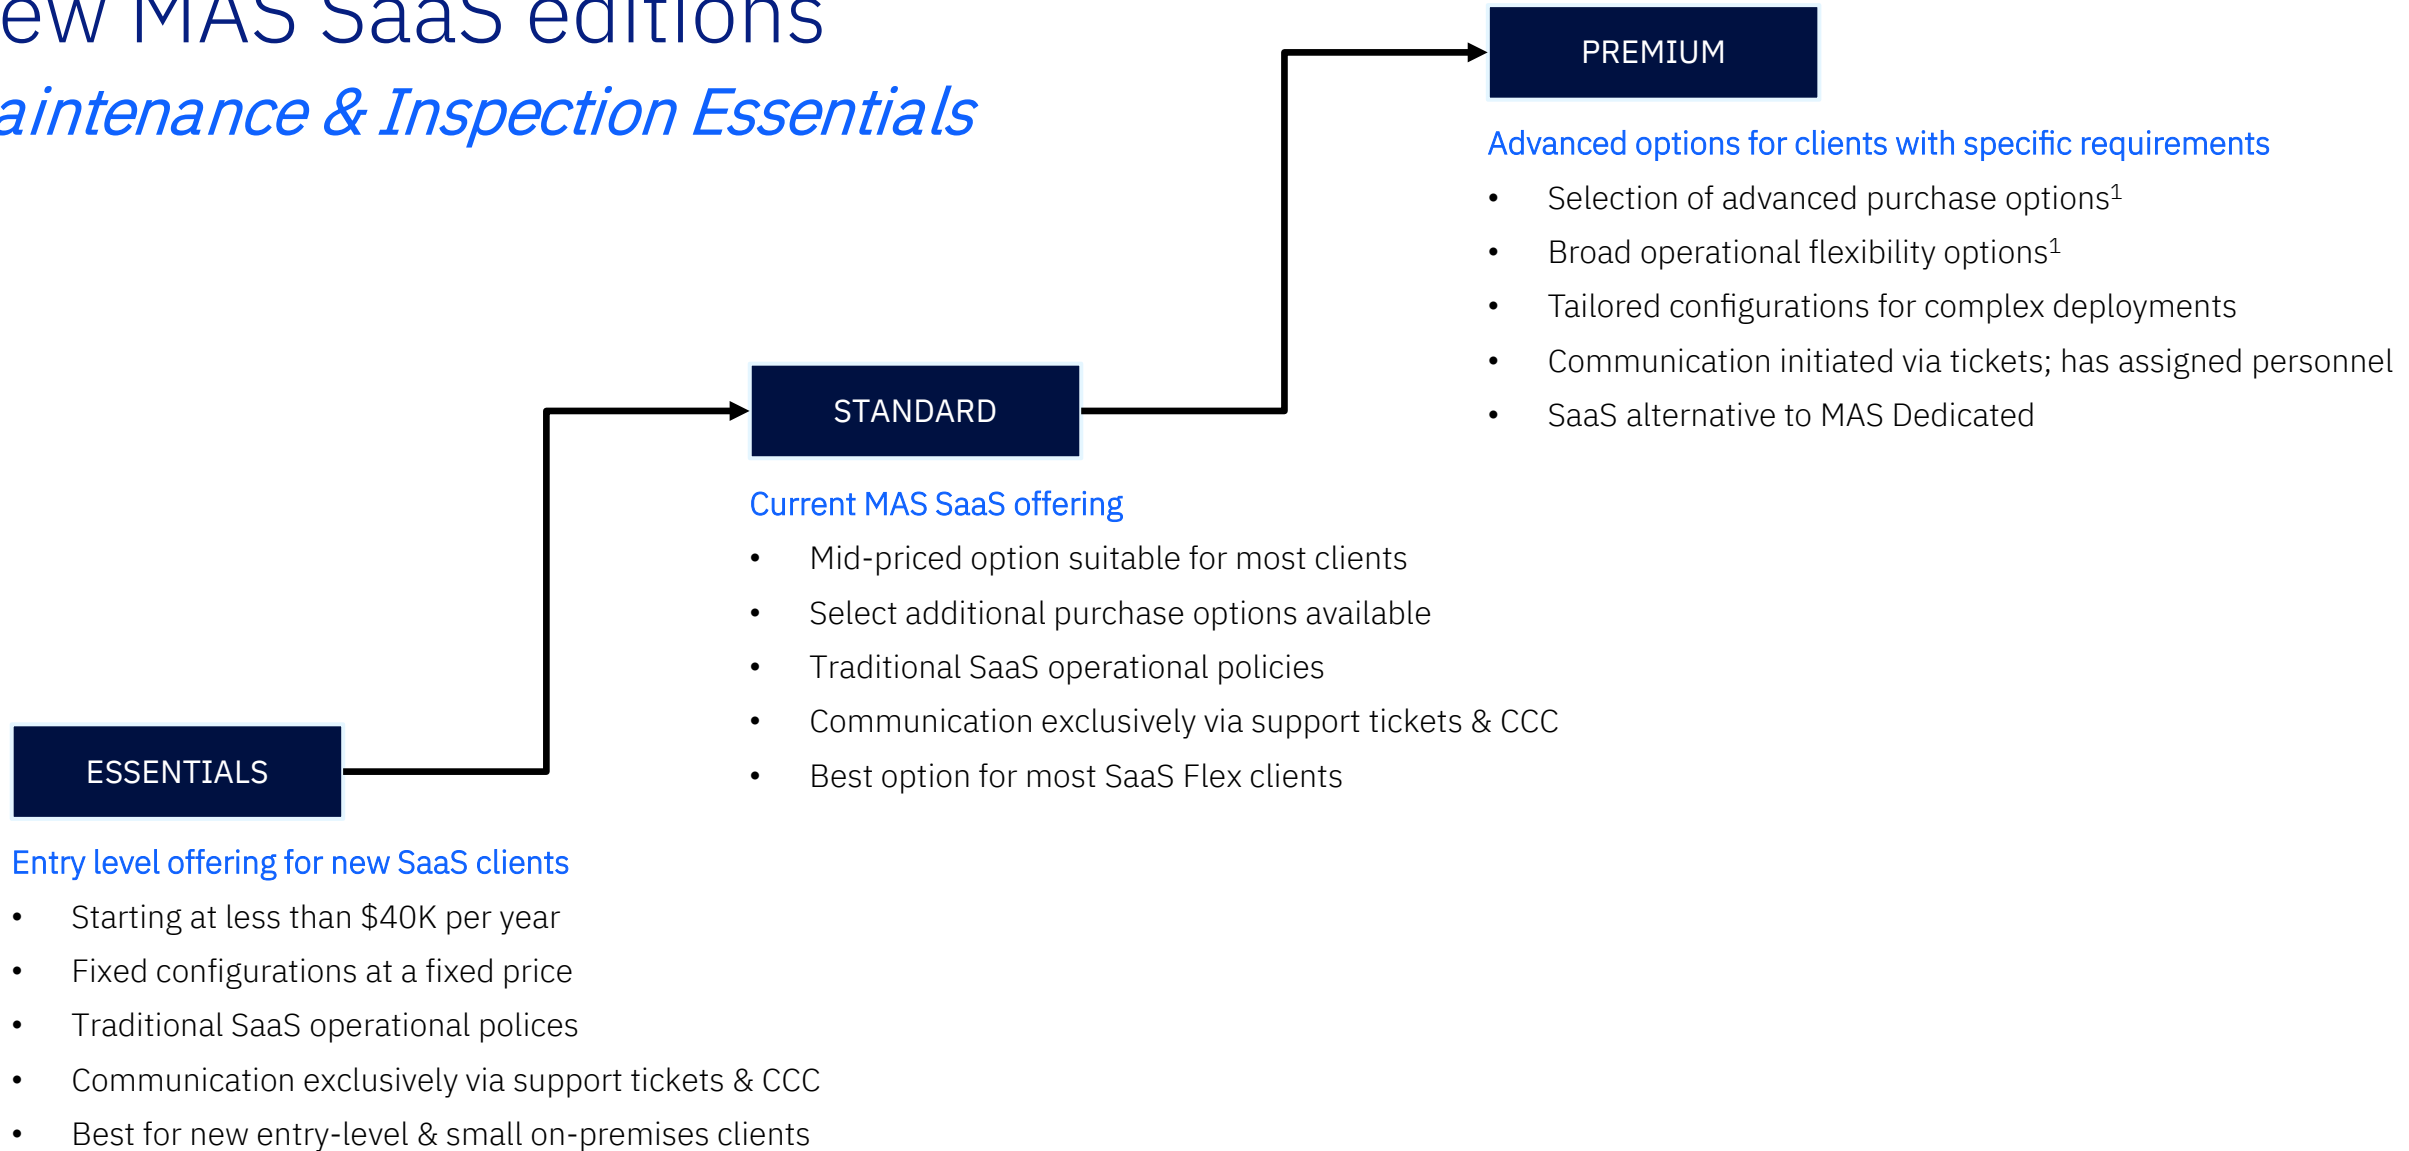 ew MAS SaaS editions
aintenance & Inspection Essentials
PREMIUM
Advanced options for clients with specific requirements
• Selection of advanced purchase options¹
• Broad operational flexibility options¹
• Tailored configurations for complex deployments
• Communication initiated via tickets; has assigned personnel
• SaaS alternative to MAS Dedicated
STANDARD
Current MAS SaaS offering
• Mid-priced option suitable for most clients
• Select additional purchase options available
• Traditional SaaS operational policies
• Communication exclusively via support tickets & CCC
• Best option for most SaaS Flex clients
ESSENTIALS
Entry level offering for new SaaS clients
• Starting at less than $40K per year
• Fixed configurations at a fixed price
• Traditional SaaS operational polices
• Communication exclusively via support tickets & CCC
• Best for new entry-level & small on-premises clients